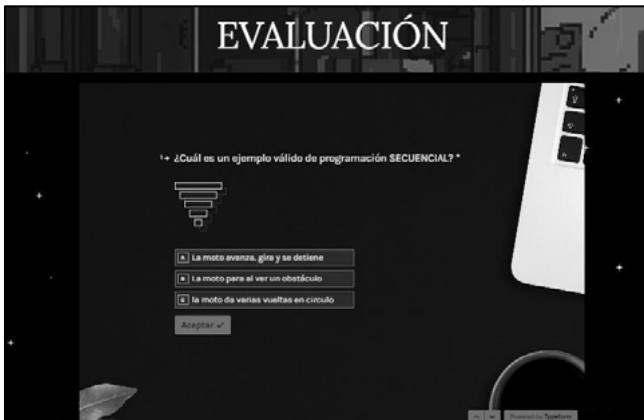 EVALUACIÓN
1→ ¿Cuál es un ejemplo válido de programación SECUENCIAL? *
A La moto avanza, gira y se detiene
B La moto para al ver un obstáculo
C la moto da varias vueltas en círculo
Aceptar ✓
Powered by Typeform